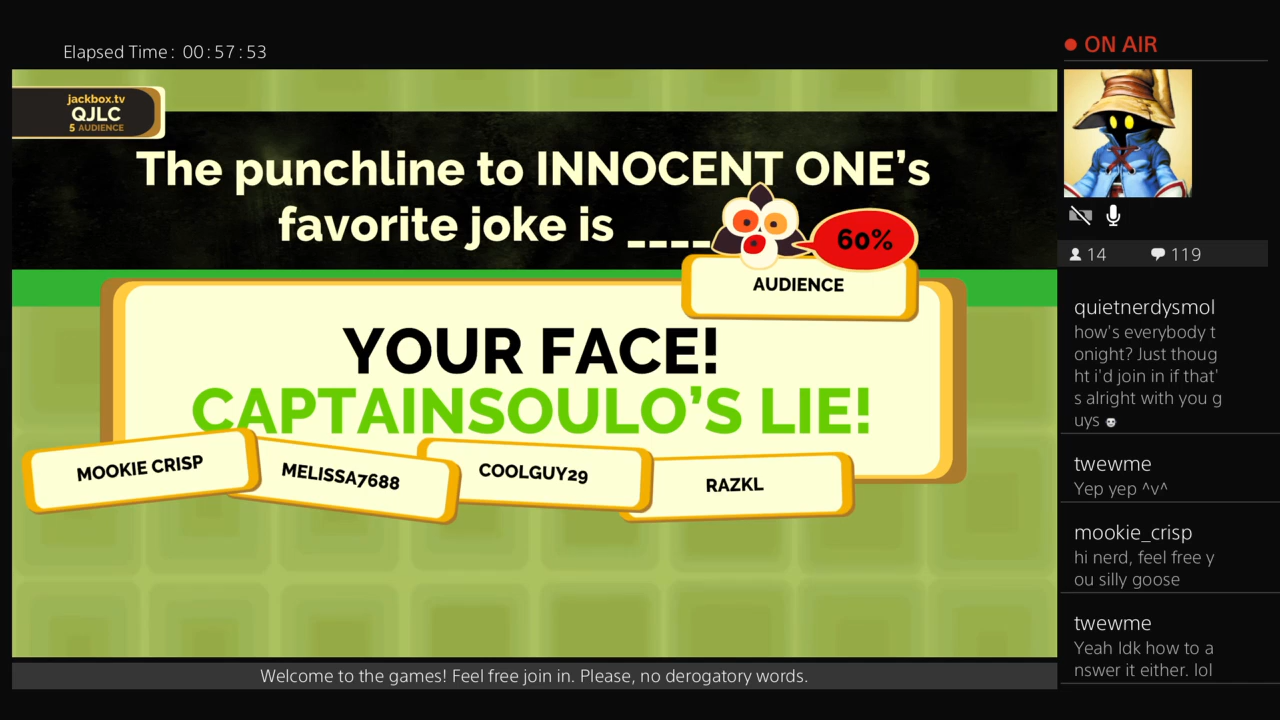 Elapsed Time: 00:57:53
ON AIR
jackbox.tv
QJLC
5 AUDIENCE
The punchline to INNOCENT ONE’s
favorite joke is ____
60%
AUDIENCE
YOUR FACE!
CAPTAINSOULO’S LIE!
MOOKIE CRISP
MELISSA7688
COOLGUY29
RAZKL
14
119
quietnerdysmol
how's everybody t
onight? Just thoug
ht i'd join in if that'
s alright with you g
uys
twewme
Yep yep ^v^
mookie_crisp
hi nerd, feel free y
ou silly goose
twewme
Yeah Idk how to a
nswer it either. lol
Welcome to the games! Feel free join in. Please, no derogatory words.